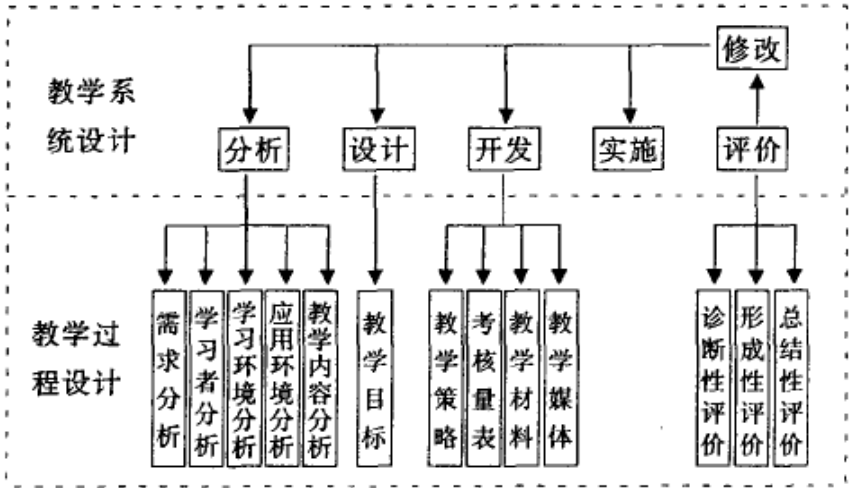 修改
教学系
统设计
分析
设计
开发
实施
评价
教学过
程设计
需求分析
学习者分析
学习环境分析
应用环境分析
教学内容分析
教学目标
教学策略
考核量表
教学材料
教学媒体
诊断性评价
形成性评价
总结性评价